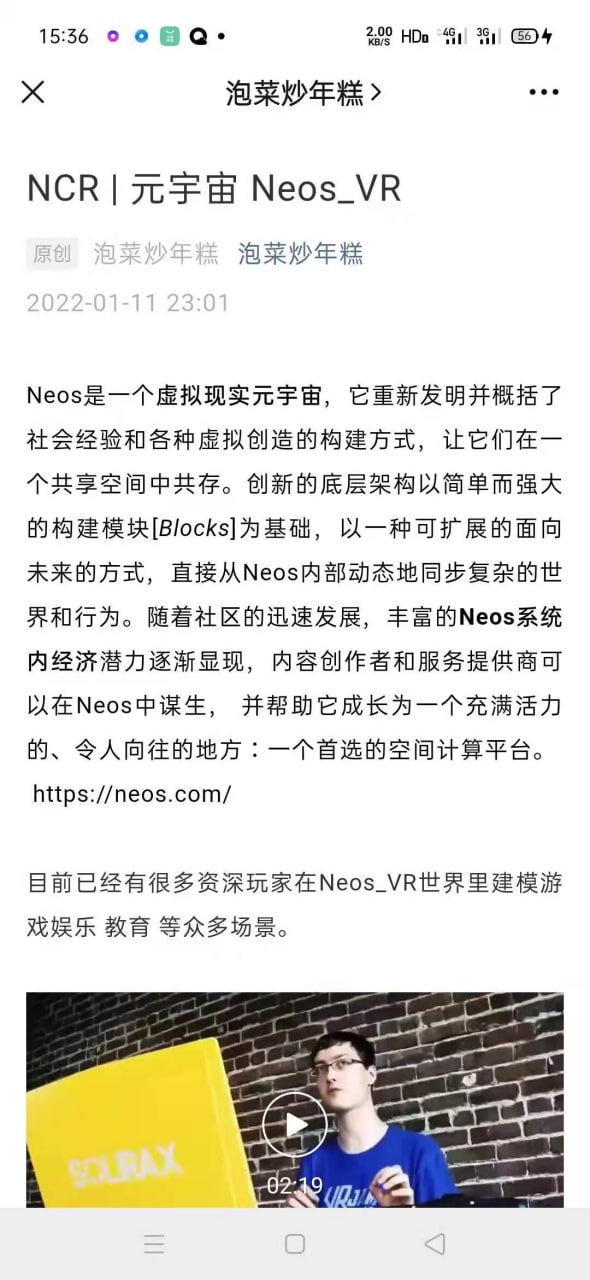 15:36
2.00 KB/S HD 4G 3G 56
泡菜炒年糕
NCR | 元宇宙 Neos_VR
原创 泡菜炒年糕 泡菜炒年糕
2022-01-11 23:01
Neos是一个虚拟现实元宇宙，它重新发明并概括了
社会经验和各种虚拟创造的构建方式，让它们在一
个共享空间中共存。创新的底层架构以简单而强大
的构建模块[Blocks]为基础，以一种可扩展的面向
未来的方式，直接从Neos内部动态地同步复杂的世
界和行为。随着社区的迅速发展，丰富的Neos系统
内经济潜力逐渐显现，内容创作者和服务提供商可
以在Neos中谋生， 并帮助它成长为一个充满活力
的、令人向往的地方：一个首选的空间计算平台。
https://neos.com/
目前已经有很多资深玩家在Neos_VR世界里建模游
戏娱乐 教育 等众多场景。
SOLIRAX
02:19